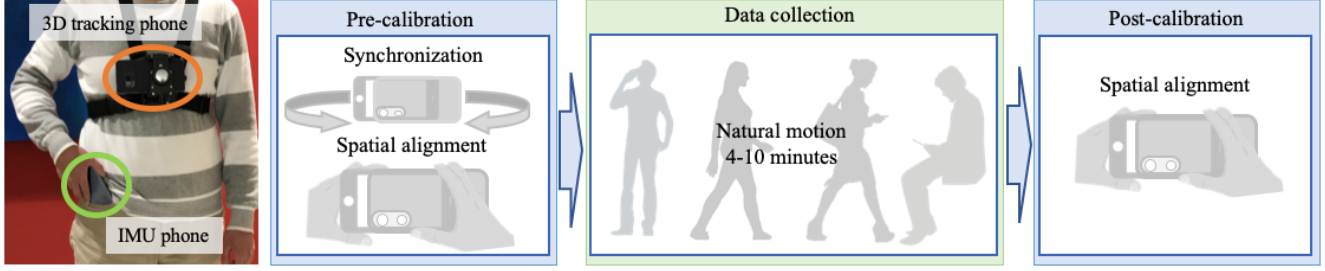 3D tracking phone
IMU phone
Pre-calibration
Synchronization
Spatial alignment
Data collection
Natural motion
4-10 minutes
Post-calibration
Spatial alignment